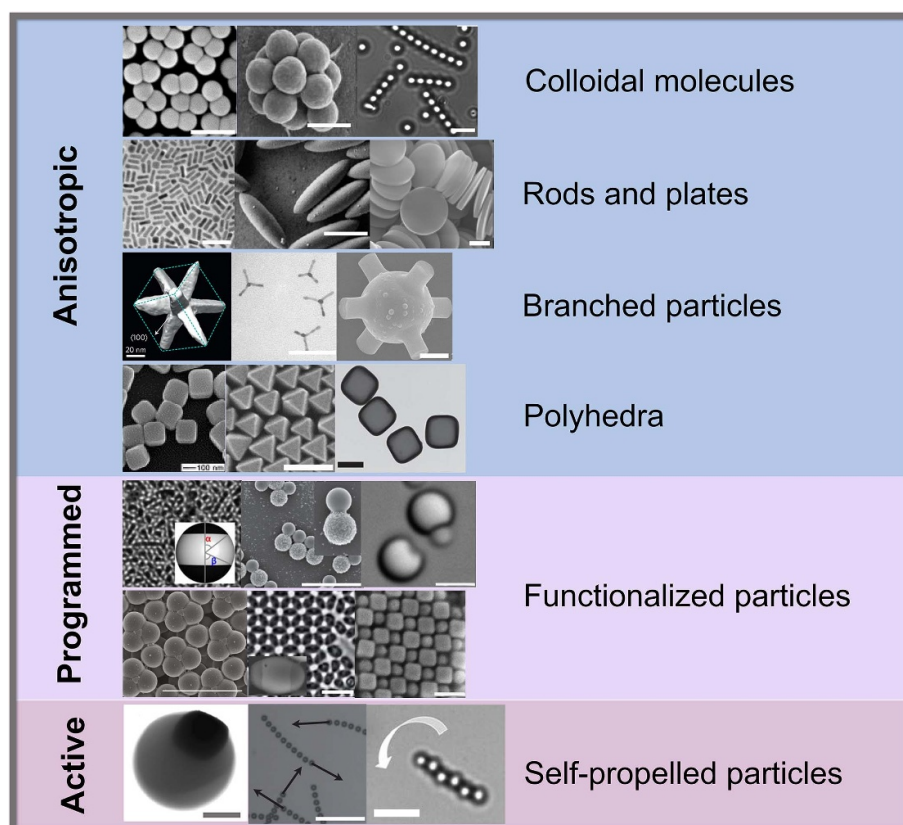 Anisotropic
Colloidal molecules
Rods and plates
(100)
20 nm
Branched particles
100 nm
Polyhedra
Programmed
α
β
Functionalized particles
Active
Self-propelled particles